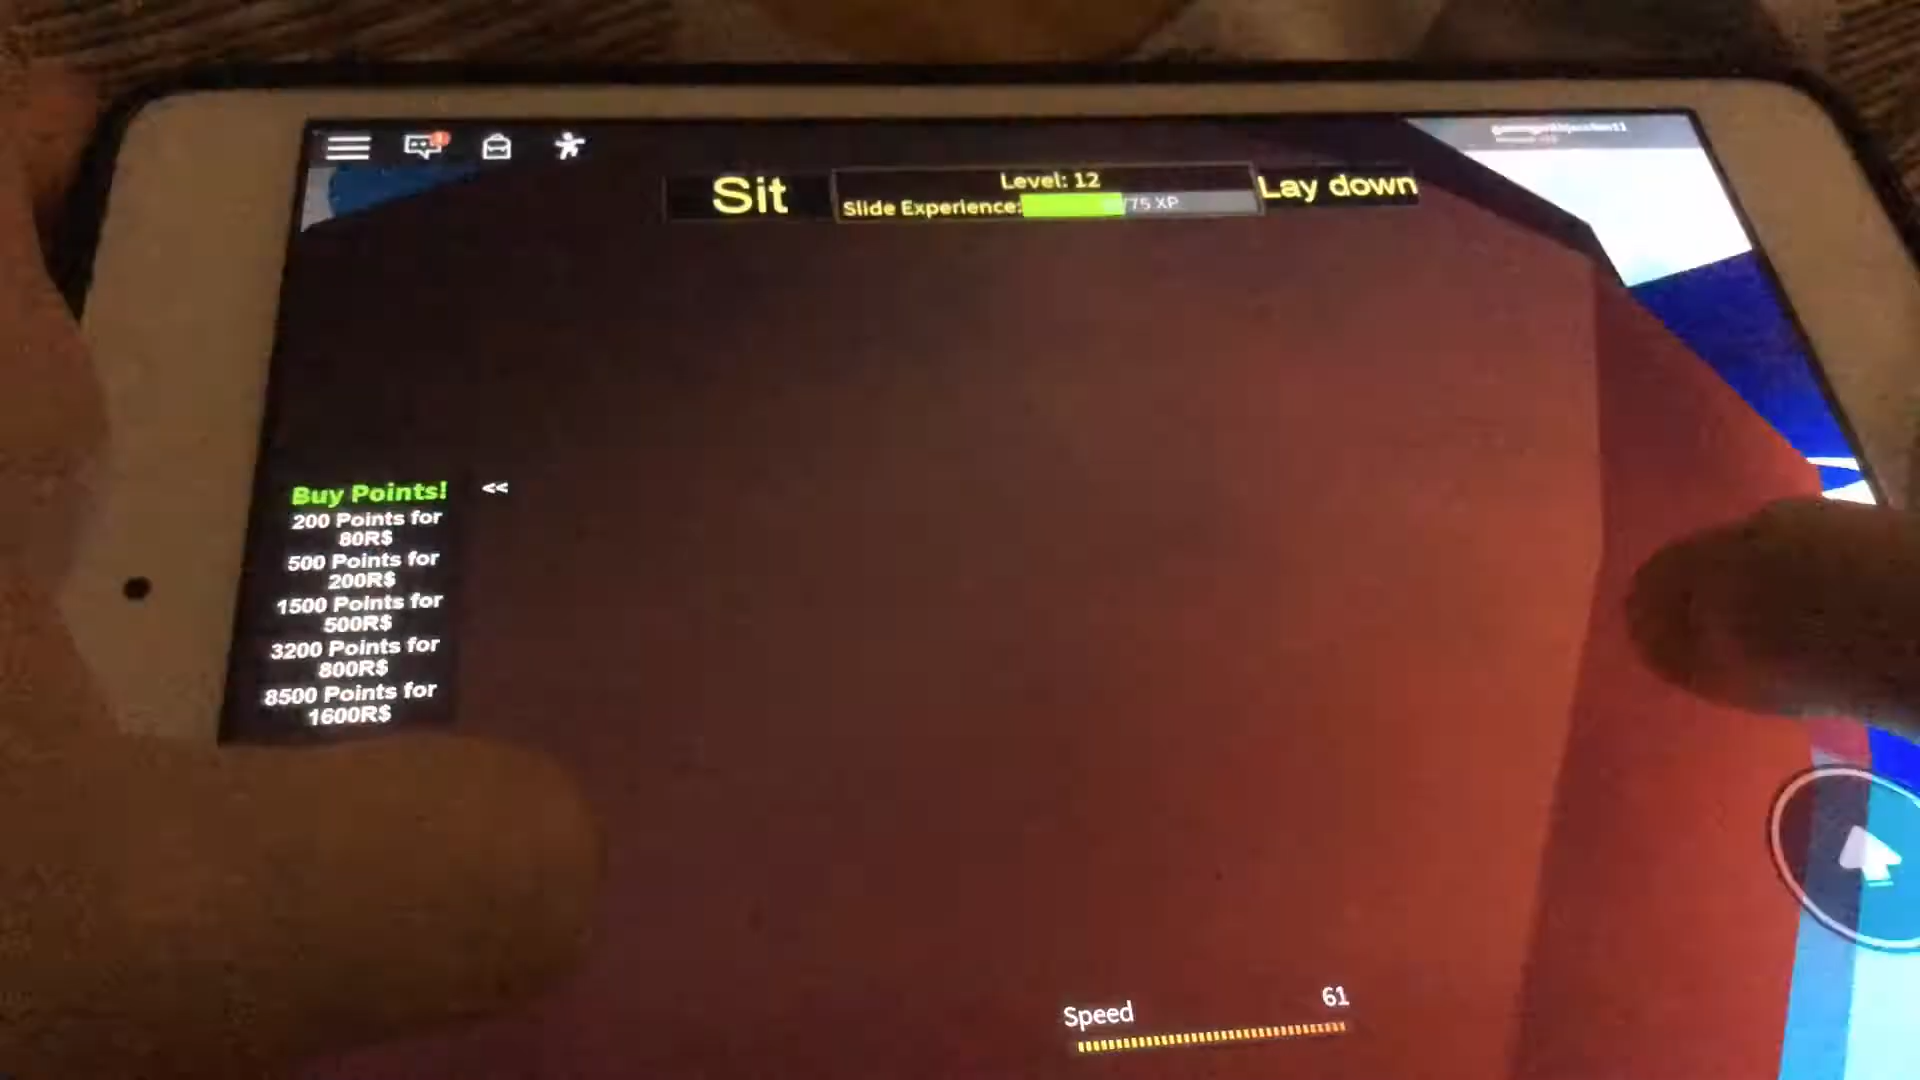 Sit
Level: 12
Lay down
Slide Experience:
/75 XP
Buy Points!
<<
200 Points for
80R$
500 Points for
200R$
1500 Points for
500R$
3200 Points for
800R$
8500 Points for
1600R$
Speed
61